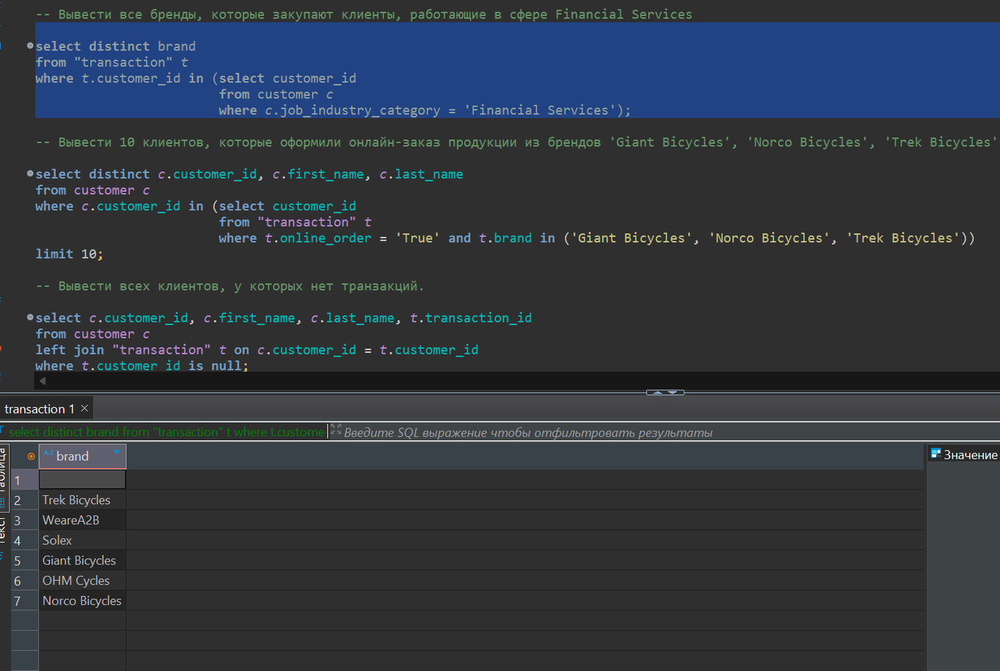 -- Вывести все бренды, которые закупают клиенты, работающие в сфере Financial Services
select distinct brand
from "transaction" t
where t.customer_id in (select customer_id
from customer c
where c.job_industry_category = 'Financial Services');
-- Вывести 10 клиентов, которые оформили онлайн-заказ продукции из брендов 'Giant Bicycles', 'Norco Bicycles', 'Trek Bicycles'
select distinct c.customer_id, c.first_name, c.last_name
from customer c
where c.customer_id in (select customer_id
from "transaction" t
where t.online_order = 'True' and t.brand in ('Giant Bicycles', 'Norco Bicycles', 'Trek Bicycles'))
limit 10;
-- Вывести всех клиентов, у которых нет транзакций.
select c.customer_id, c.first_name, c.last_name, t.transaction_id
from customer c
left join "transaction" t on c.customer_id = t.customer_id
where t.customer_id is null;
transaction 1
select distinct brand from "transaction" t where t.custome
Введите SQL выражение чтобы отфильтровать результаты
Таблица
Текст
A-Z brand
Значение
1
2 Trek Bicycles
3 WeareA2B
4 Solex
5 Giant Bicycles
6 OHM Cycles
7 Norco Bicycles